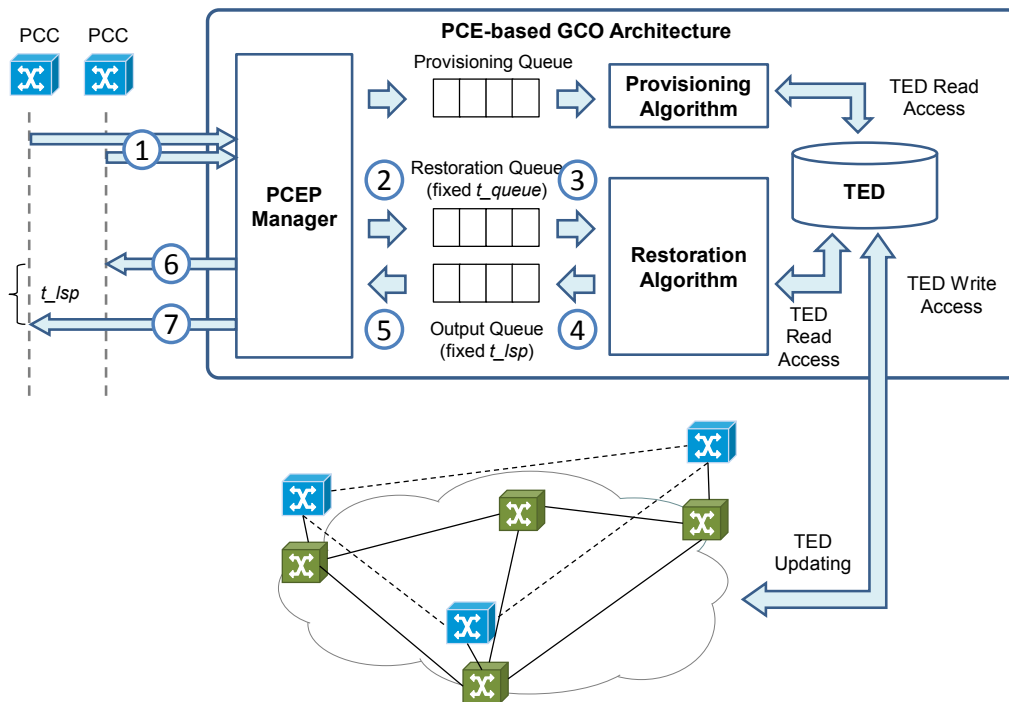 PCC
PCC
PCE-based GCO Architecture
Provisioning Queue
Provisioning
Algorithm
TED Read
Access
1
PCEP
Manager
2
Restoration Queue
(fixed t_queue)
3
TED
Restoration
Algorithm
6
t_lsp
7
5
Output Queue
(fixed t_lsp)
4
TED
Read
Access
TED Write
Access
TED
Updating